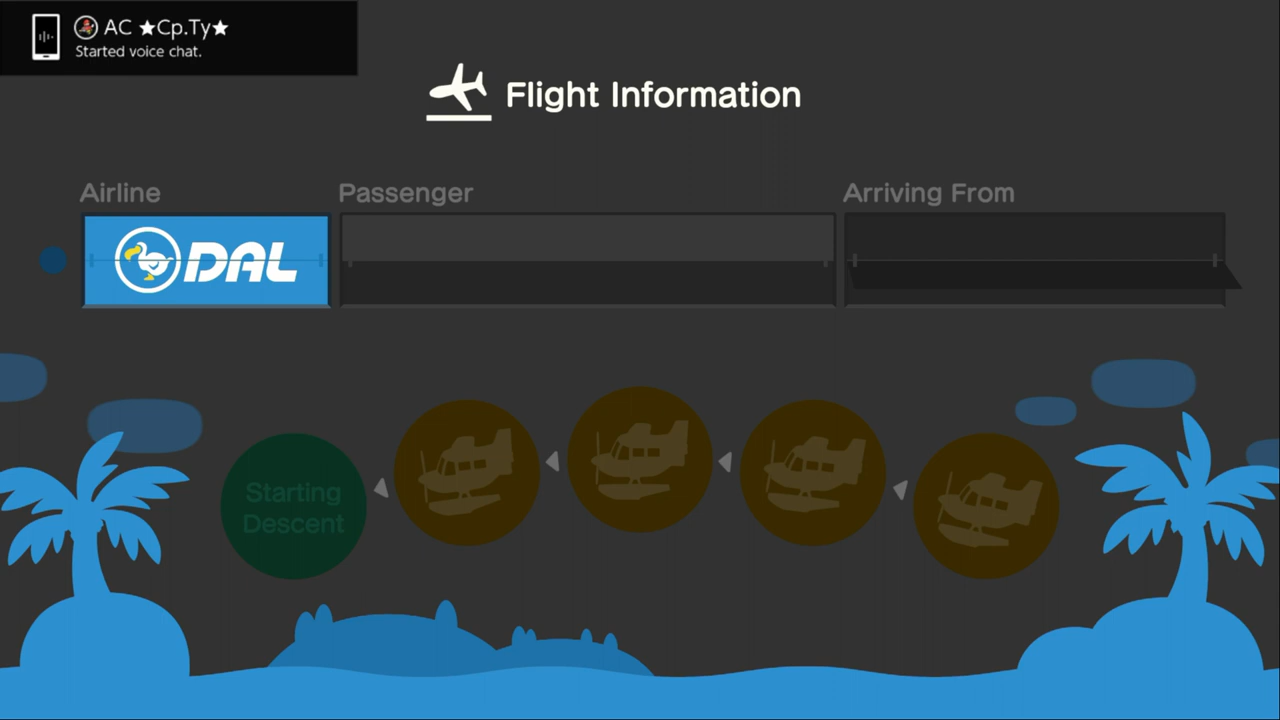 AC ★Cp.Ty★
Started voice chat.
Flight Information
Airline
Passenger
Arriving From
DAL
Starting
Descent